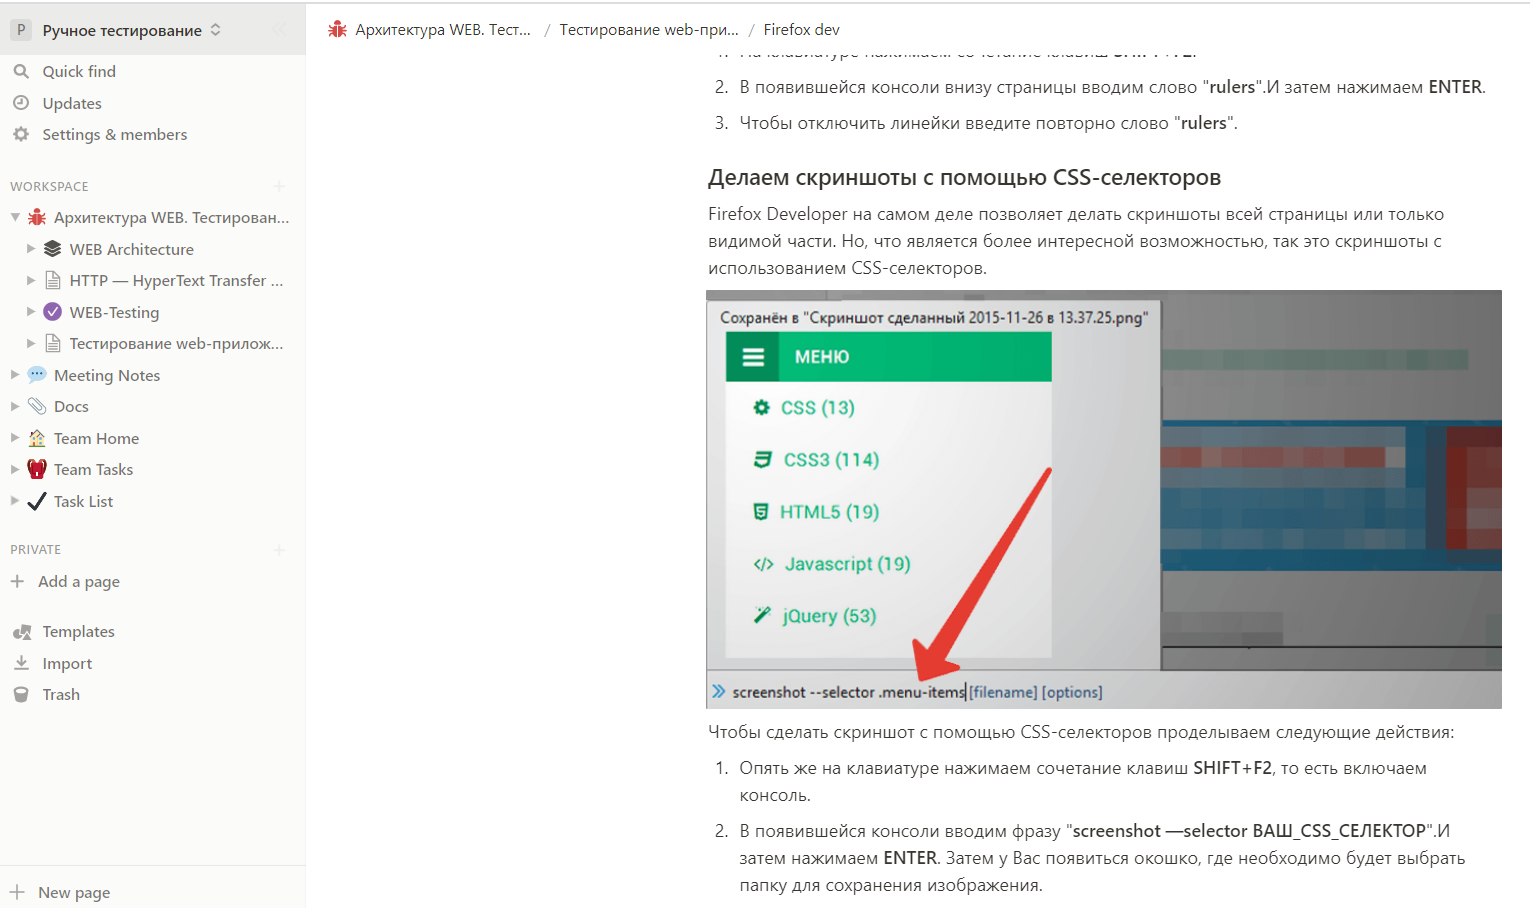 P Ручное тестирование
Quick find
Updates
Settings & members
WORKSPACE
Архитектура WEB. Тестирован...
WEB Architecture
HTTP — HyperText Transfer ...
WEB-Testing
Тестирование web-прилож...
Meeting Notes
Docs
Team Home
Team Tasks
Task List
PRIVATE
Add a page
Templates
Import
Trash
New page
Архитектура WEB. Тест... / Тестирование web-при... / Firefox dev
2. В появившейся консоли внизу страницы вводим слово "rulers".И затем нажимаем ENTER.
3. Чтобы отключить линейки введите повторно слово "rulers".
Делаем скриншоты с помощью CSS-селекторов
Firefox Developer на самом деле позволяет делать скриншоты всей страницы или только
видимой части. Но, что является более интересной возможностью, так это скриншоты с
использованием CSS-селекторов.
Сохранён в "Скриншот сделанный 2015-11-26 в 13.37.25.png"
МЕНЮ
CSS (13)
CSS3 (114)
HTML5 (19)
Javascript (19)
jQuery (53)
screenshot --selector .menu-items [filename] [options]
Чтобы сделать скриншот с помощью CSS-селекторов проделываем следующие действия:
1. Опять же на клавиатуре нажимаем сочетание клавиш SHIFT+F2, то есть включаем
консоль.
2. В появившейся консоли вводим фразу "screenshot —selector ВАШ_CSS_СЕЛЕКТОР".И
затем нажимаем ENTER. Затем у Вас появиться окошко, где необходимо будет выбрать
папку для сохранения изображения.